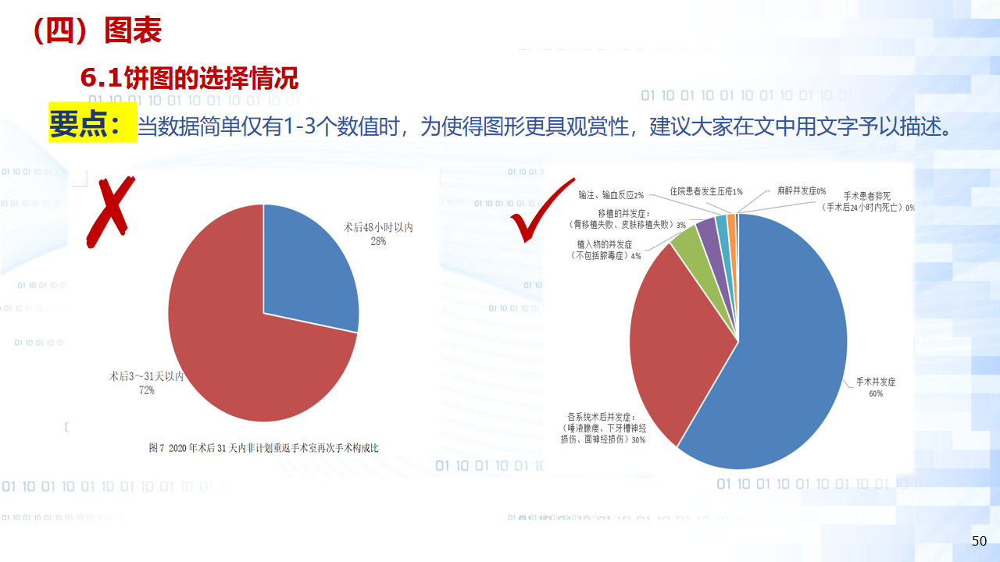 （四）图表
6.1饼图的选择情况
要点：当数据简单仅有1-3个数值时，为使得图形更具观赏性，建议大家在文中用文字予以描述。
术后48小时以内
28%
术后3～31天以内
72%
图 7 2020 年术后 31 天内非计划重返手术室再次手术构成比
输注、输血反应2%
住院患者发生压疮1%
麻醉并发症0%
手术患者猝死
（手术后24小时内死亡）0%
移植的并发症：
（骨移植失败、皮肤移植失败）3%
植入物的并发症
（不包括脓毒症）4%
手术并发症
60%
各系统术后并发症：
（唾液腺瘘、下牙槽神经
损伤、面神经损伤）30%
50